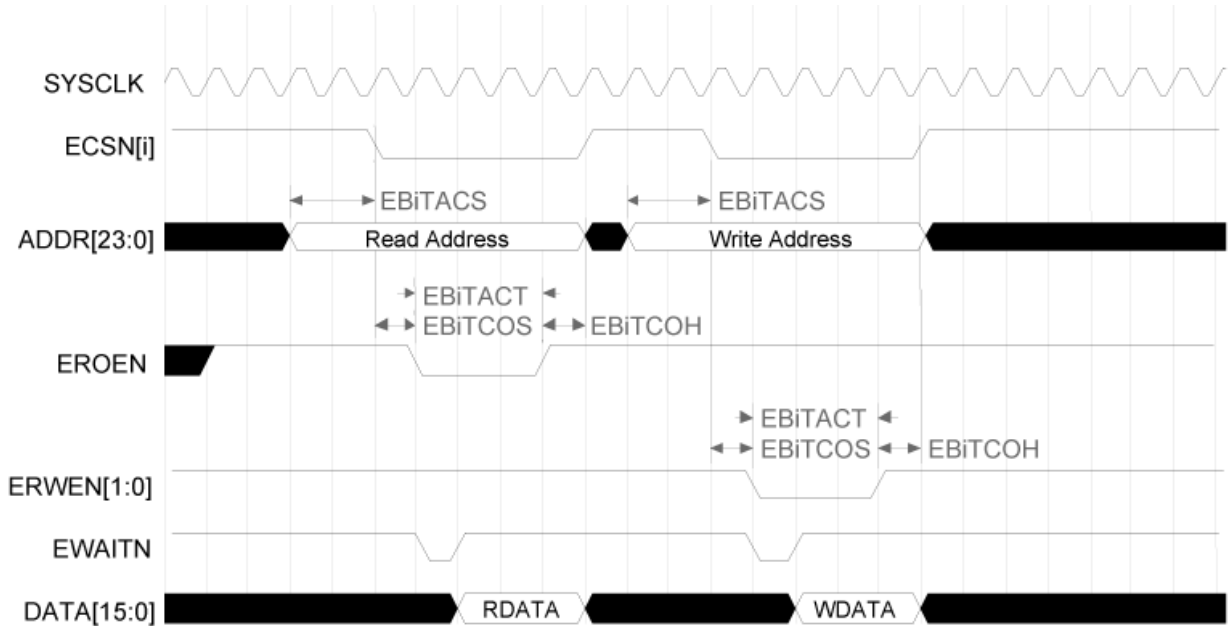 SYSCLK
ECSN[i]
EBiTACS EBiTACS
ADDR[23:0] Read Address Write Address
EBiTACT
EBiTCOS EBiTCOH
EROEN
EBiTACT
EBiTCOS EBiTCOH
ERWEN[1:0]
EWAITN
DATA[15:0] RDATA WDATA